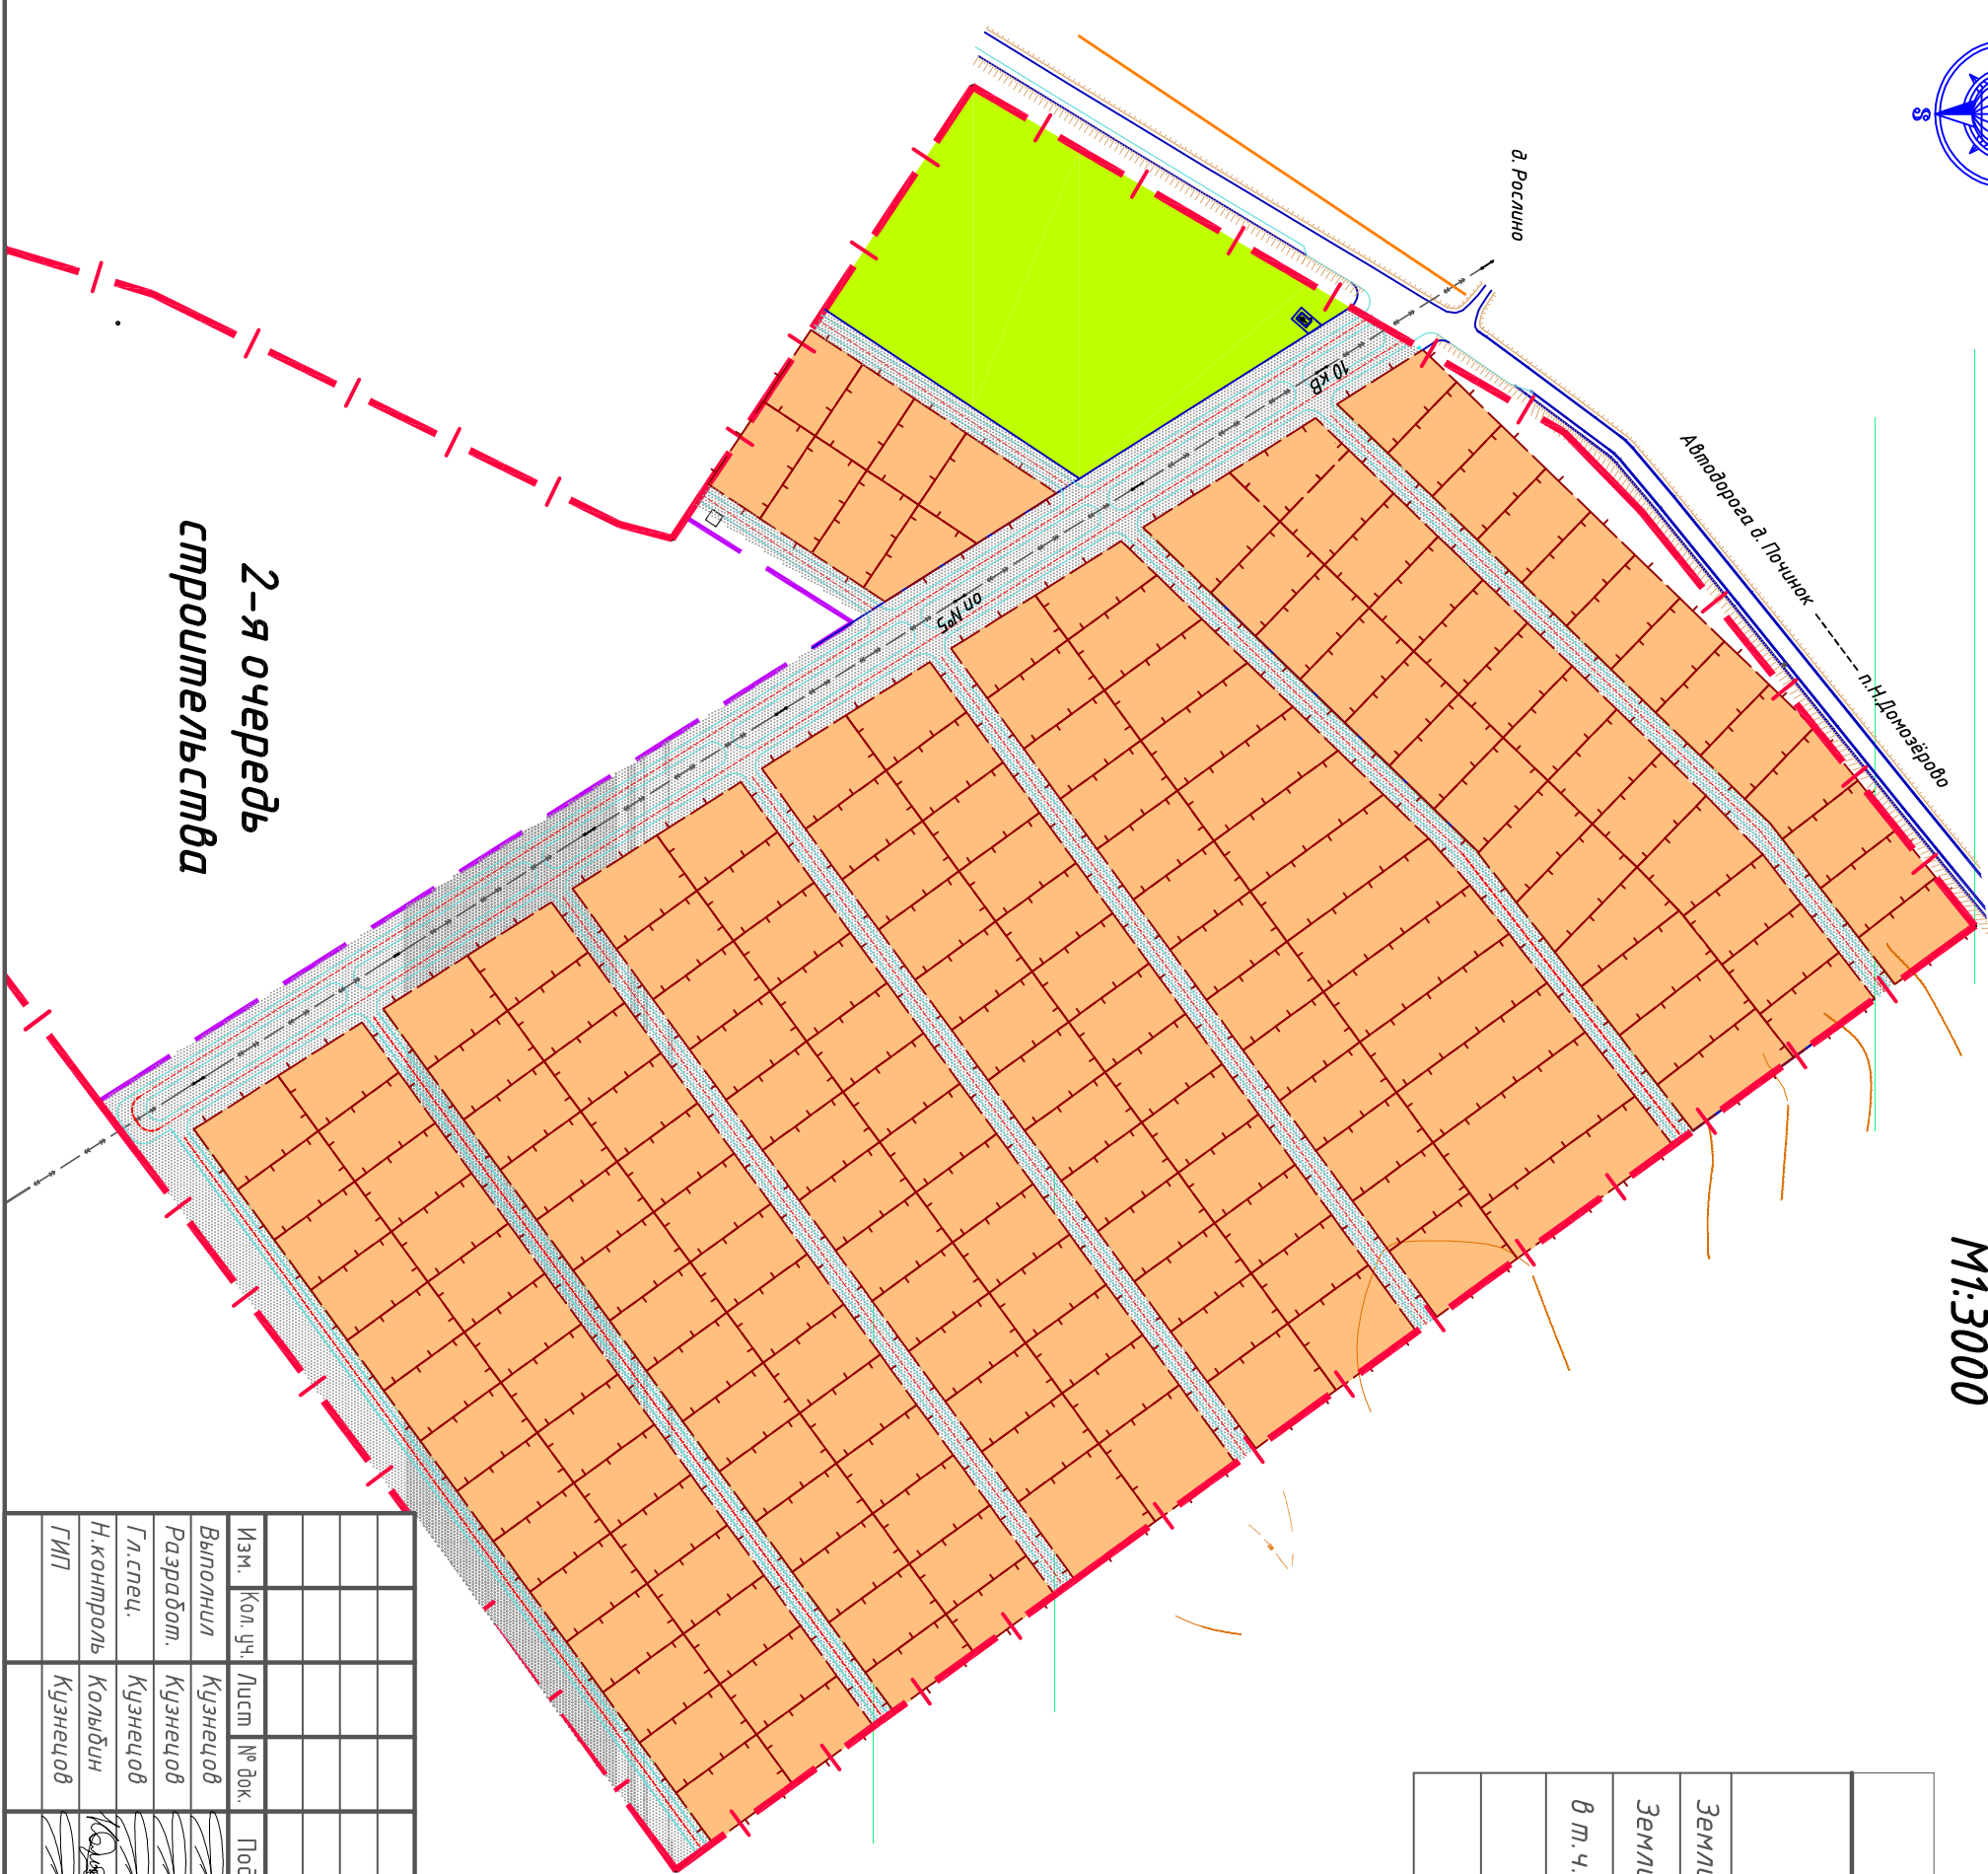 S
М1:3000
д. Рослино
Автодорога д. Починок ------ п.Н.Домозёрово
10 кВ
оп №5
2-я очередь
строительства
Изм. Кол. уч. Лист № док.
Выполнил Кузнецов
Разработ. Кузнецов
Гл.спец. Кузнецов
Н.контроль Колыбин
ГИП Кузнецов
в т.ч.